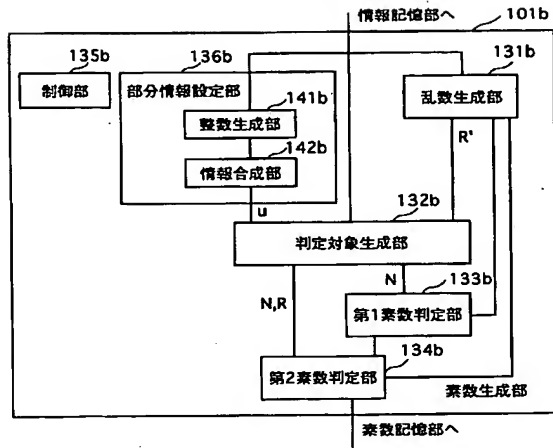 情報記憶部へ
101b
135b
136b
131b
制御部
部分情報設定部
乱数生成部
141b
整数生成部
142b
R'
情報合成部
132b
u
判定対象生成部
N
133b
N,R
第1素数判定部
134b
第2素数判定部
素数生成部
素数記憶部へ